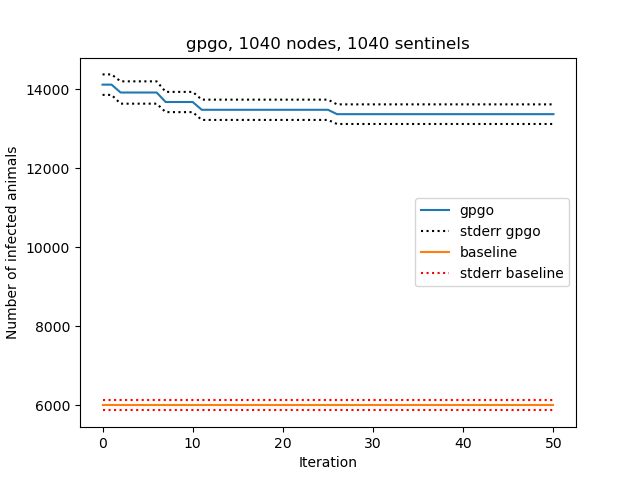 gpgo, 1040 nodes, 1040 sentinels
Number of infected animals
14000
12000
10000
8000
6000
gpgo
stderr gpgo
baseline
stderr baseline
0 10 20 30 40 50
Iteration